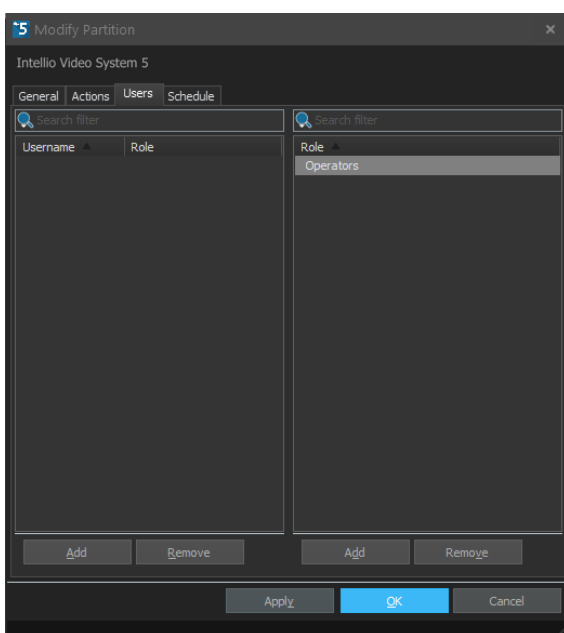 5 Modify Partition
Intellio Video System 5
General Actions Users Schedule
Search filter
Search filter
Username Role
Role
Operators
Add Remove
Add Remove
Apply OK Cancel